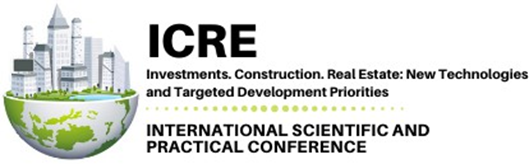 ICRE
Investments. Construction. Real Estate: New Technologies
and Targeted Development Priorities
INTERNATIONAL SCIENTIFIC AND
PRACTICAL CONFERENCE